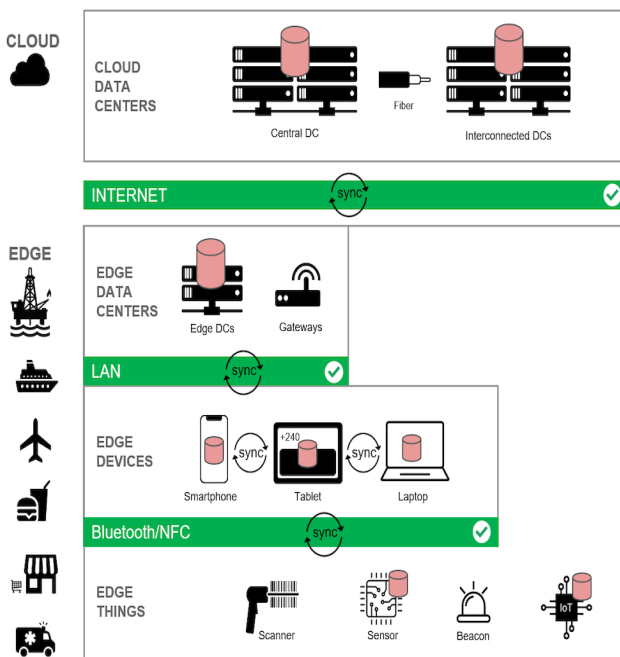 CLOUD
CLOUD
DATA
CENTERS
Central DC
Fiber
Interconnected DCs
INTERNET
sync
EDGE
EDGE
DATA
CENTERS
Edge DCs
Gateways
LAN
sync
EDGE
DEVICES
+240
sync
sync
Smartphone
Tablet
Laptop
Bluetooth/NFC
sync
EDGE
THINGS
IoT
Scanner
Sensor
Beacon